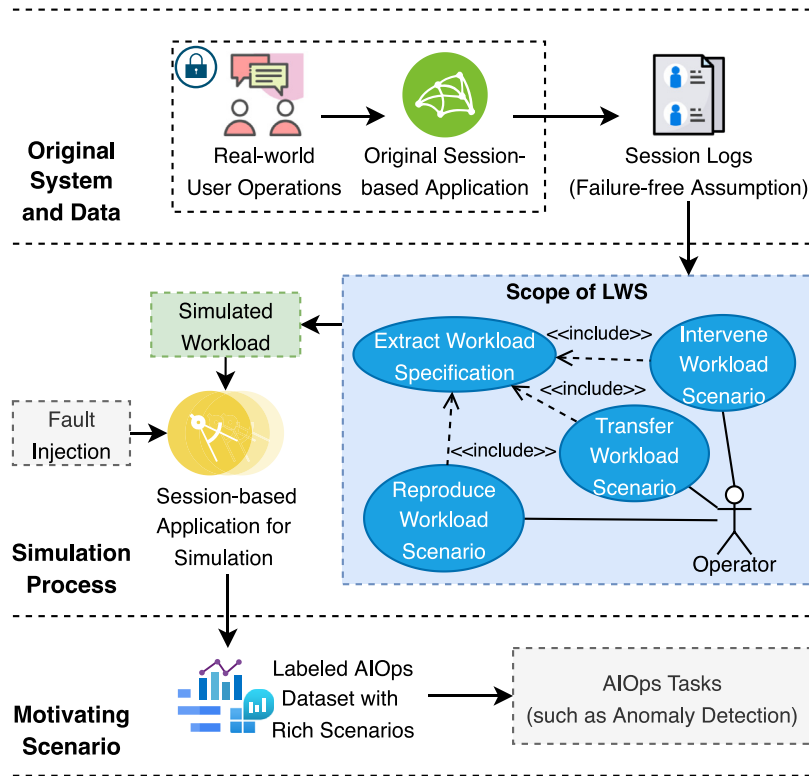 Original
System
and Data
Real-world
User Operations
Original Session-
based Application
Session Logs
(Failure-free Assumption)
Scope of LWS
Simulated
Workload
Extract Workload
Specification
<<include>>
Intervene
Workload
Scenario
<<include>>
Transfer
Workload
Scenario
<<include>>
Reproduce
Workload
Scenario
Operator
Fault
Injection
Session-based
Application for
Simulation
Simulation
Process
Motivating
Scenario
Labeled AIOps
Dataset with
Rich Scenarios
AIOps Tasks
(such as Anomaly Detection)